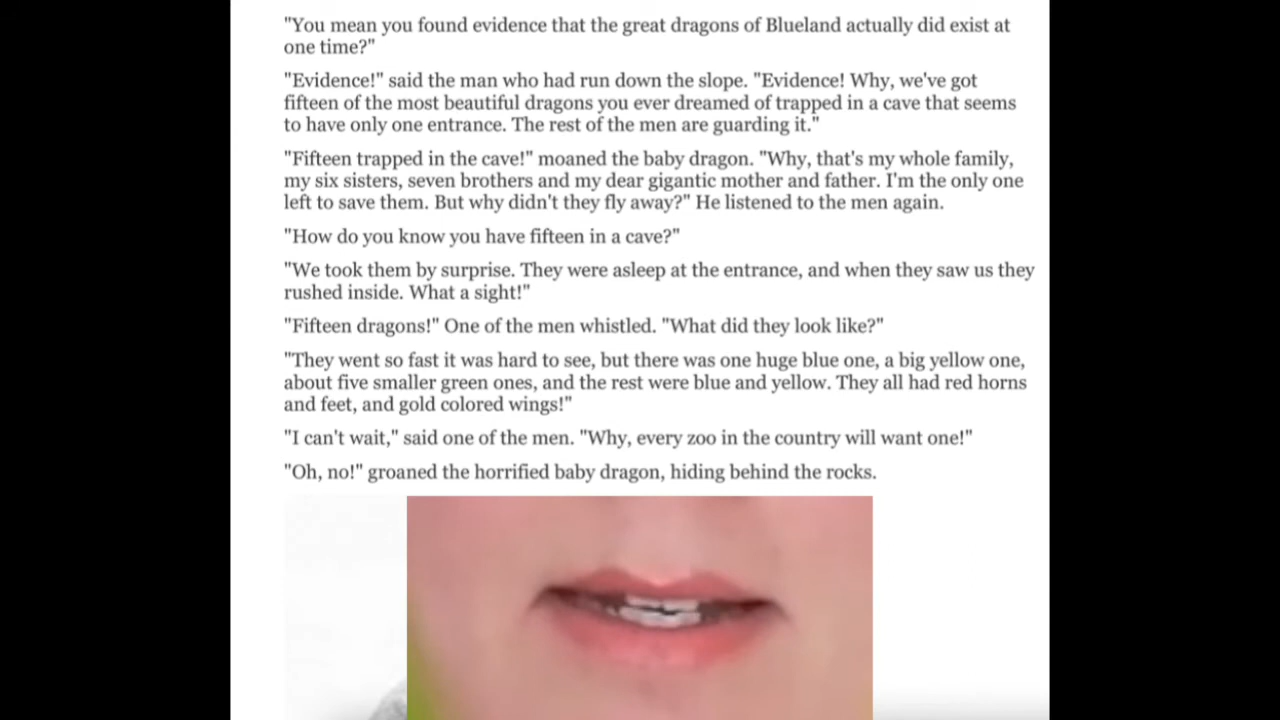 "You mean you found evidence that the great dragons of Blueland actually did exist at
one time?"
"Evidence!" said the man who had run down the slope. "Evidence! Why, we've got
fifteen of the most beautiful dragons you ever dreamed of trapped in a cave that seems
to have only one entrance. The rest of the men are guarding it."
"Fifteen trapped in the cave!" moaned the baby dragon. "Why, that's my whole family,
my six sisters, seven brothers and my dear gigantic mother and father. I'm the only one
left to save them. But why didn't they fly away?" He listened to the men again.
"How do you know you have fifteen in a cave?"
"We took them by surprise. They were asleep at the entrance, and when they saw us they
rushed inside. What a sight!"
"Fifteen dragons!" One of the men whistled. "What did they look like?"
"They went so fast it was hard to see, but there was one huge blue one, a big yellow one,
about five smaller green ones, and the rest were blue and yellow. They all had red horns
and feet, and gold colored wings!"
"I can't wait," said one of the men. "Why, every zoo in the country will want one!"
"Oh, no!" groaned the horrified baby dragon, hiding behind the rocks.